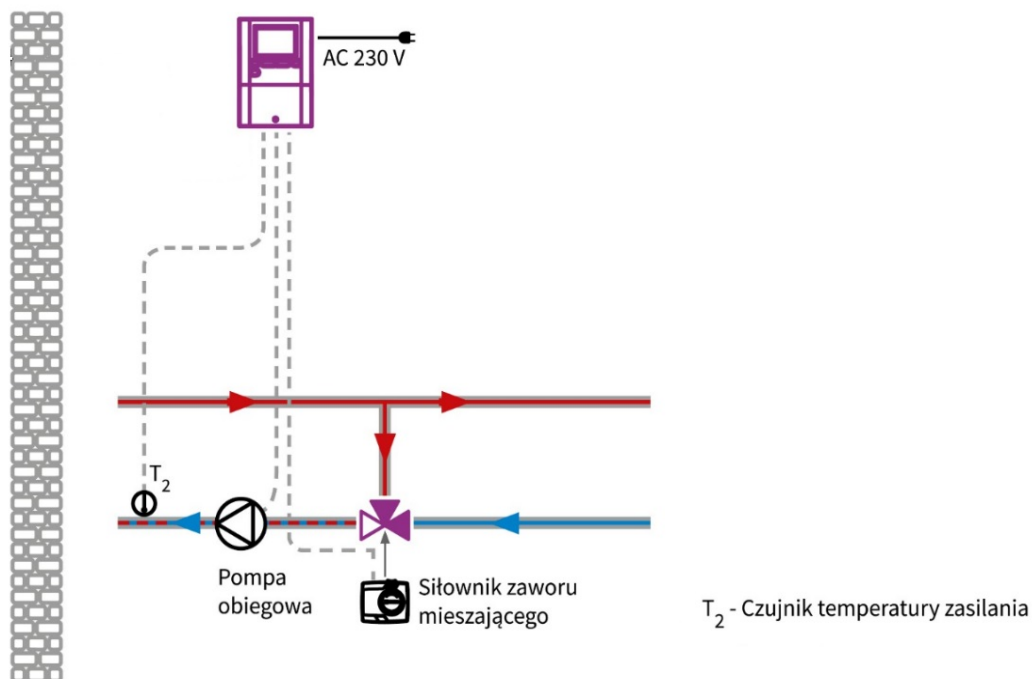 AC 230 V
T2
Pompa
obiegowa
Siłownik zaworu
mieszającego
T2 - Czujnik temperatury zasilania